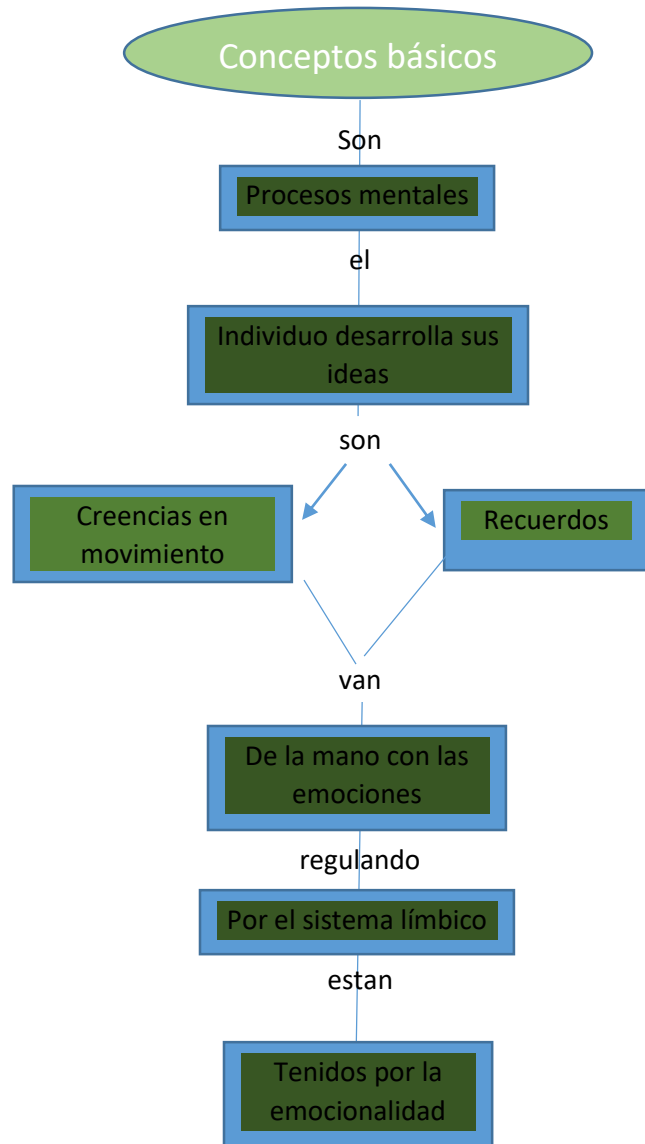 Conceptos básicos
Son
Procesos mentales
el
Individuo desarrolla sus
ideas
son
Creencias en
movimiento
Recuerdos
van
De la mano con las
emociones
regulando
Por el sistema límbico
estan
Tenidos por la
emocionalidad